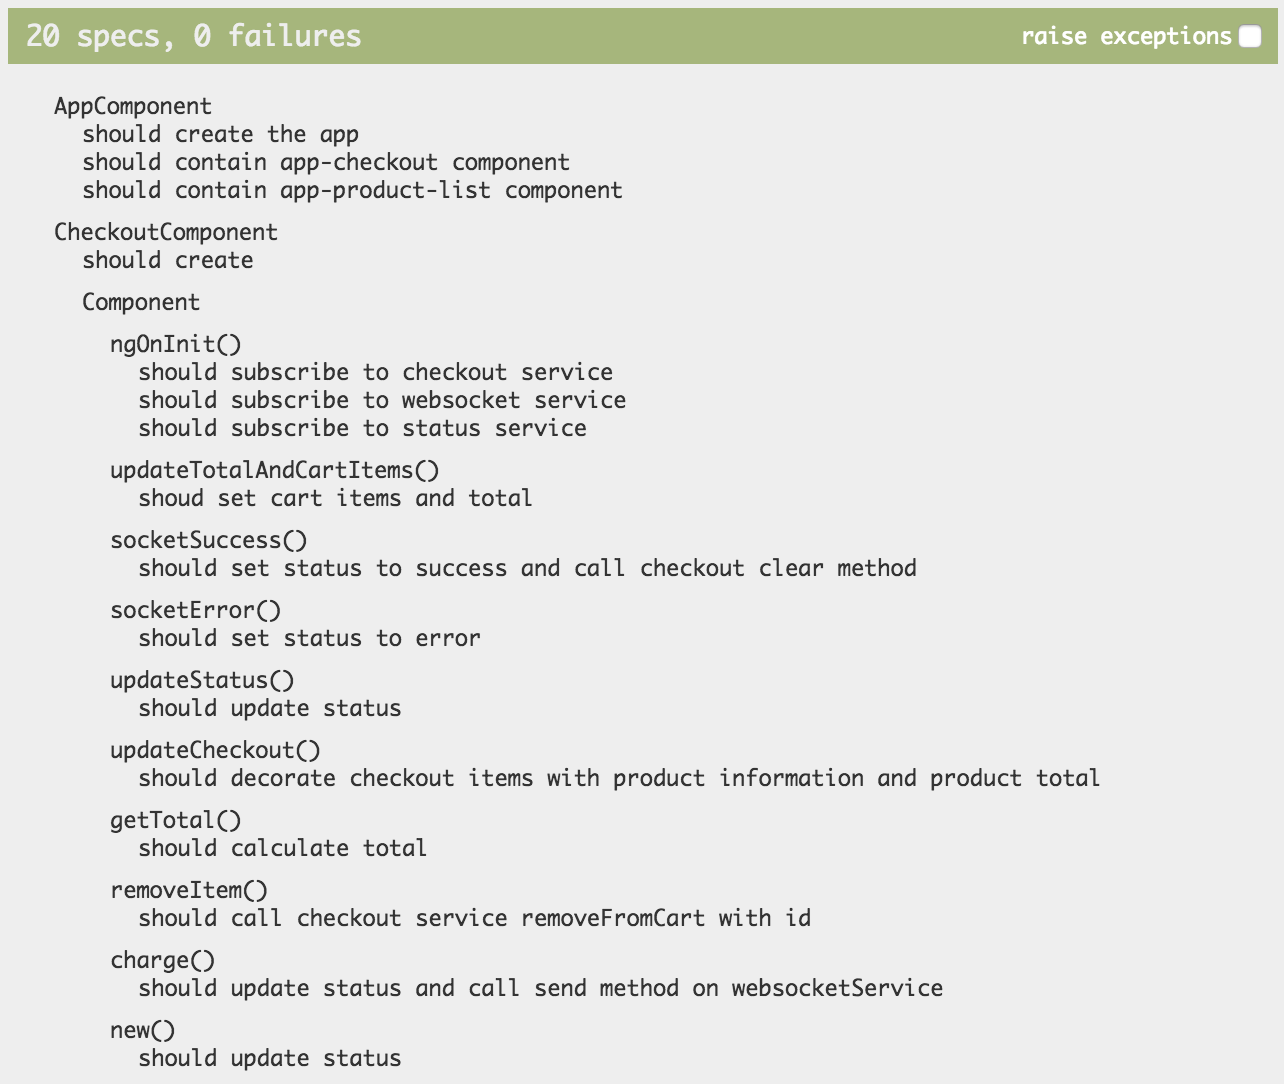 20 specs, 0 failures
raise exceptions
AppComponent
should create the app
should contain app-checkout component
should contain app-product-list component
CheckoutComponent
should create
Component
ngOnInit()
should subscribe to checkout service
should subscribe to websocket service
should subscribe to status service
updateTotalAndCartItems()
shoud set cart items and total
socketSuccess()
should set status to success and call checkout clear method
socketError()
should set status to error
updateStatus()
should update status
updateCheckout()
should decorate checkout items with product information and product total
getTotal()
should calculate total
removeItem()
should call checkout service removeFromCart with id
charge()
should update status and call send method on websocketService
new()
should update status